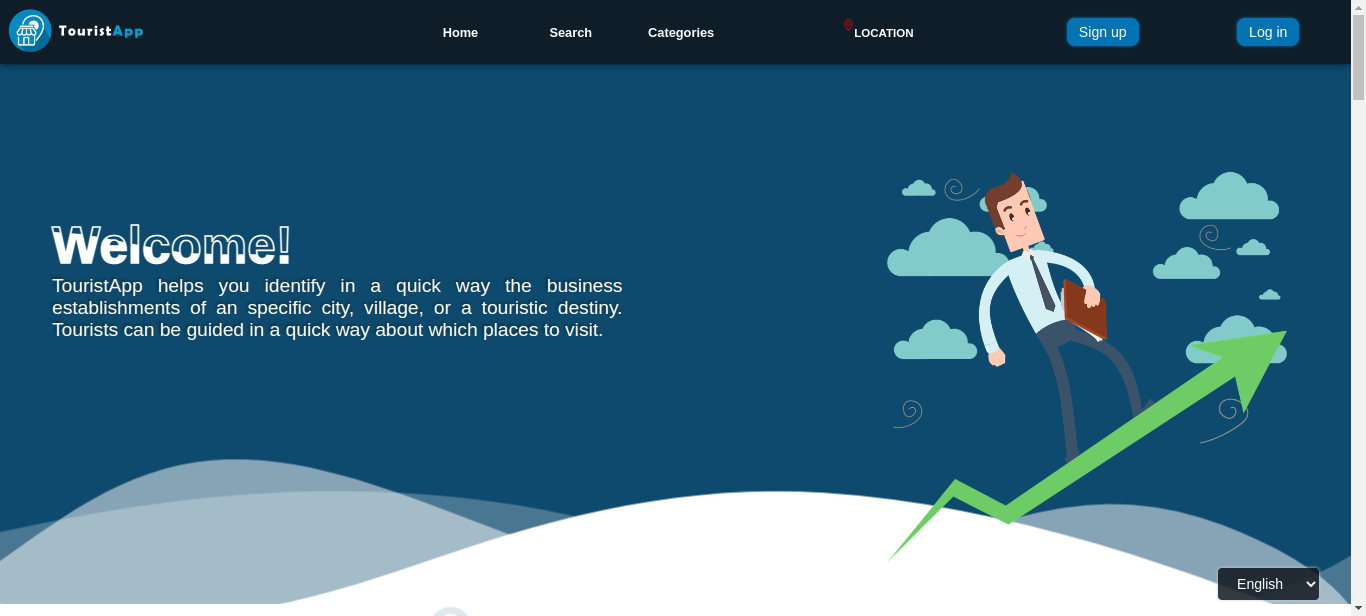 TouristApp
Home
Search
Categories
LOCATION
Sign up
Log in
Welcome!
TouristApp helps you identify in a quick way the business
establishments of an specific city, village, or a touristic destiny.
Tourists can be guided in a quick way about which places to visit.
English